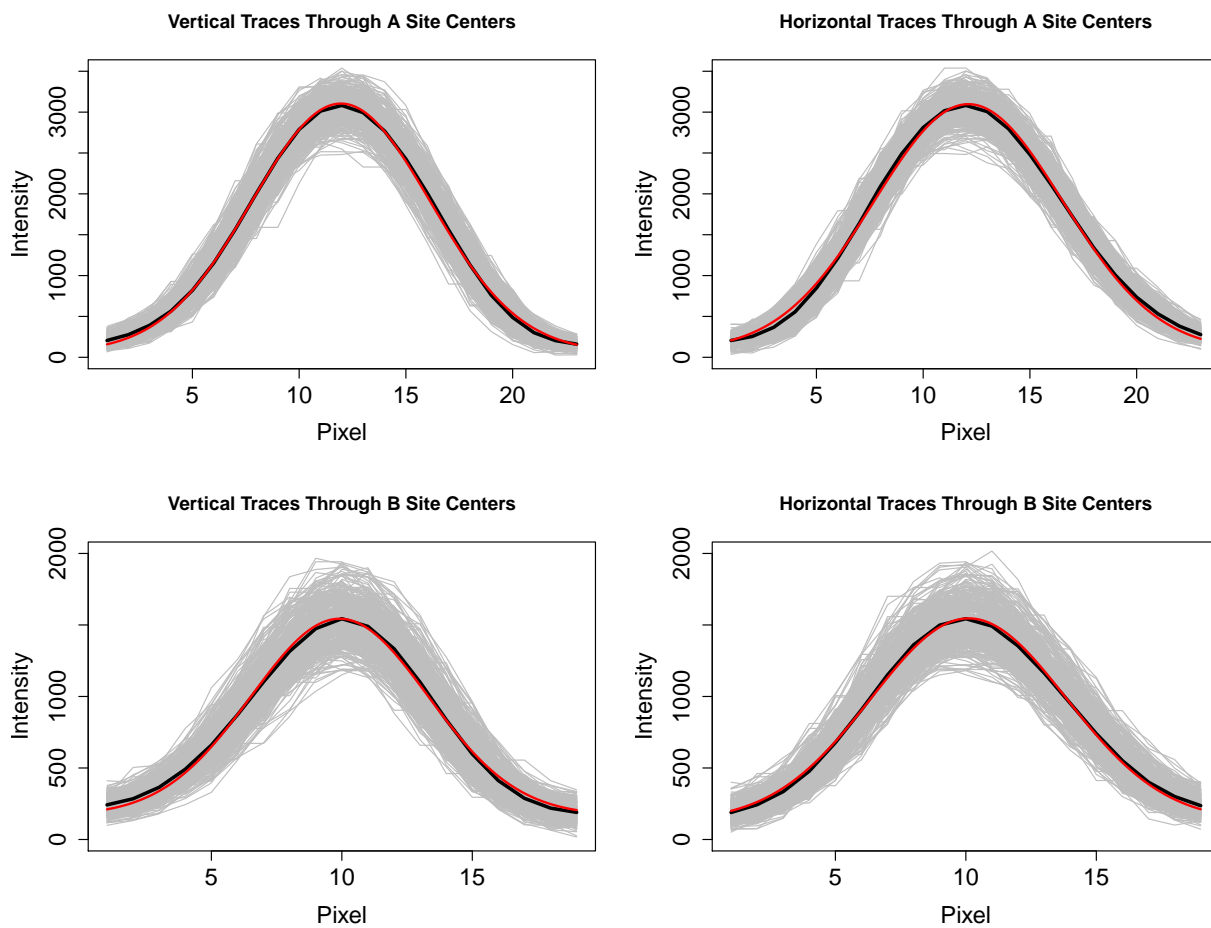 Vertical Traces Through A Site Centers
Intensity
3000
2000
1000
0
5 10 15 20
Pixel
Horizontal Traces Through A Site Centers
Intensity
3000
2000
1000
0
5 10 15 20
Pixel
Vertical Traces Through B Site Centers
Intensity
2000
1000
500
0
5 10 15
Pixel
Horizontal Traces Through B Site Centers
Intensity
2000
1000
500
0
5 10 15
Pixel